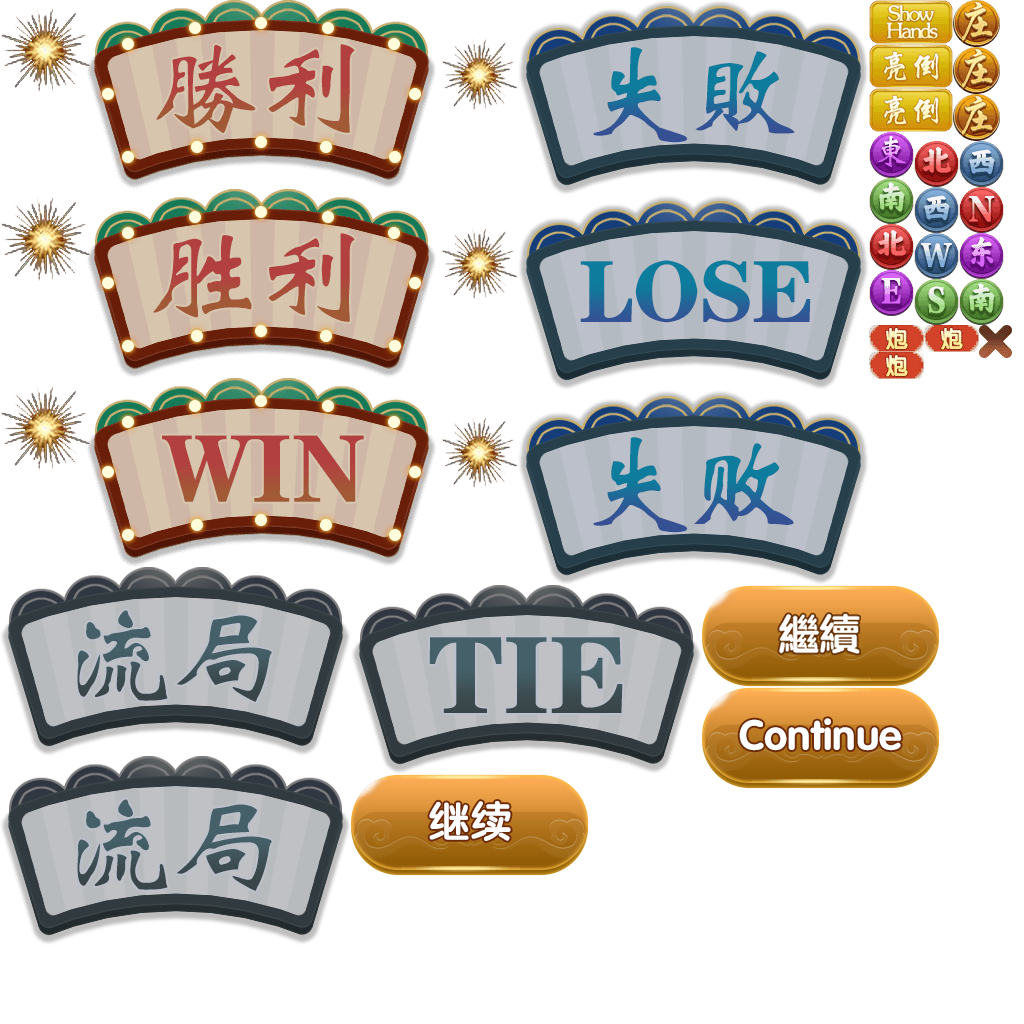 勝利
失敗
Show
Hands
庄
亮倒
庄
亮倒
庄
東
北
西
南
西
N
北
W
东
E
S
南
炮
炮
炮
胜利
LOSE
WIN
失败
流局
TIE
繼續
Continue
流局
继续